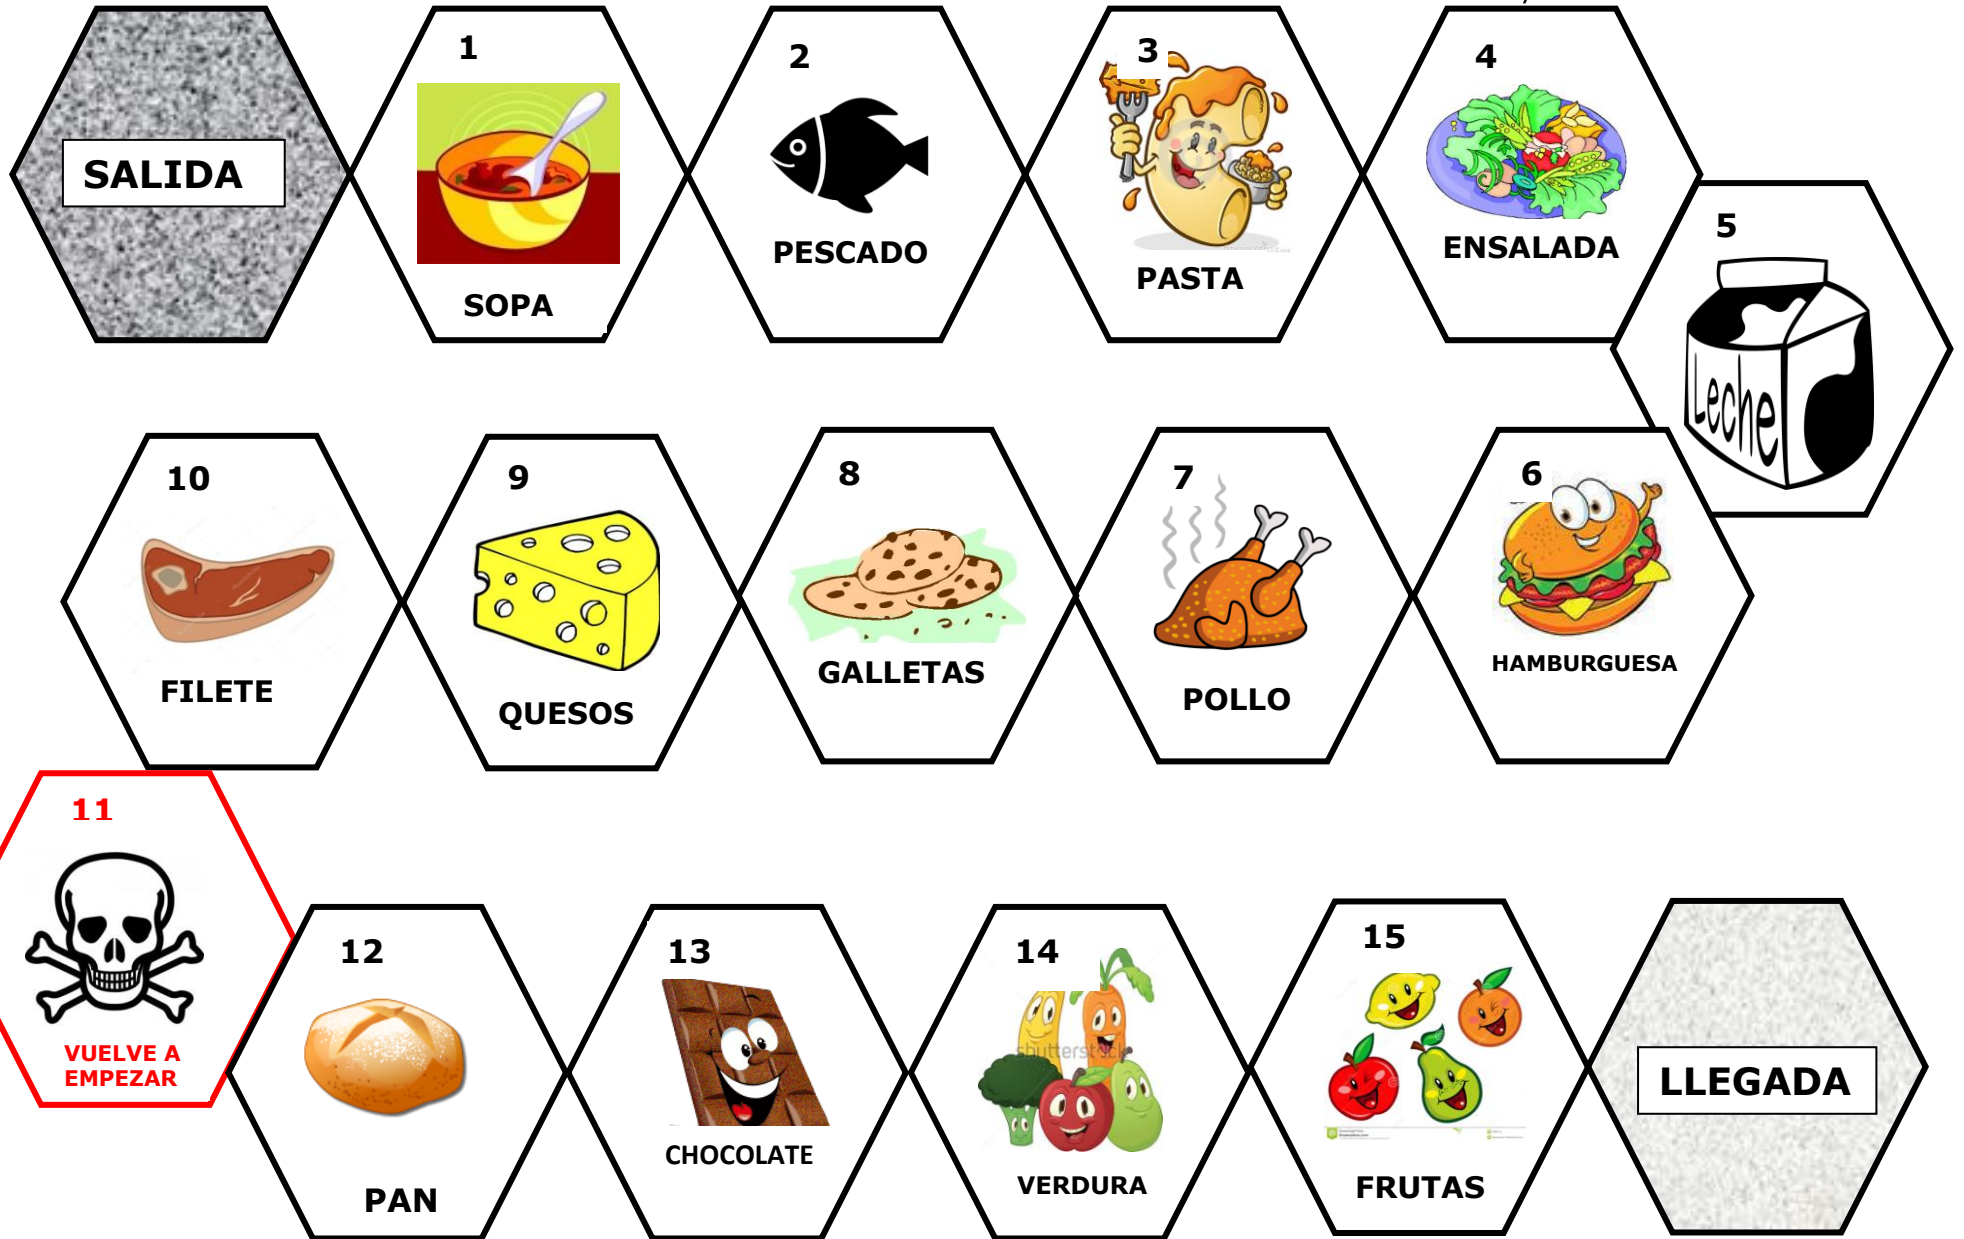 SALIDA
1
SOPA
2
PESCADO
3
PASTA
4
ENSALADA
5
Leche
6
HAMBURGUESA
7
POLLO
8
GALLETAS
9
QUESOS
10
FILETE
11
VUELVE A
EMPEZAR
12
PAN
13
CHOCOLATE
14
shutterstock
VERDURA
15
FRUTAS
LLEGADA